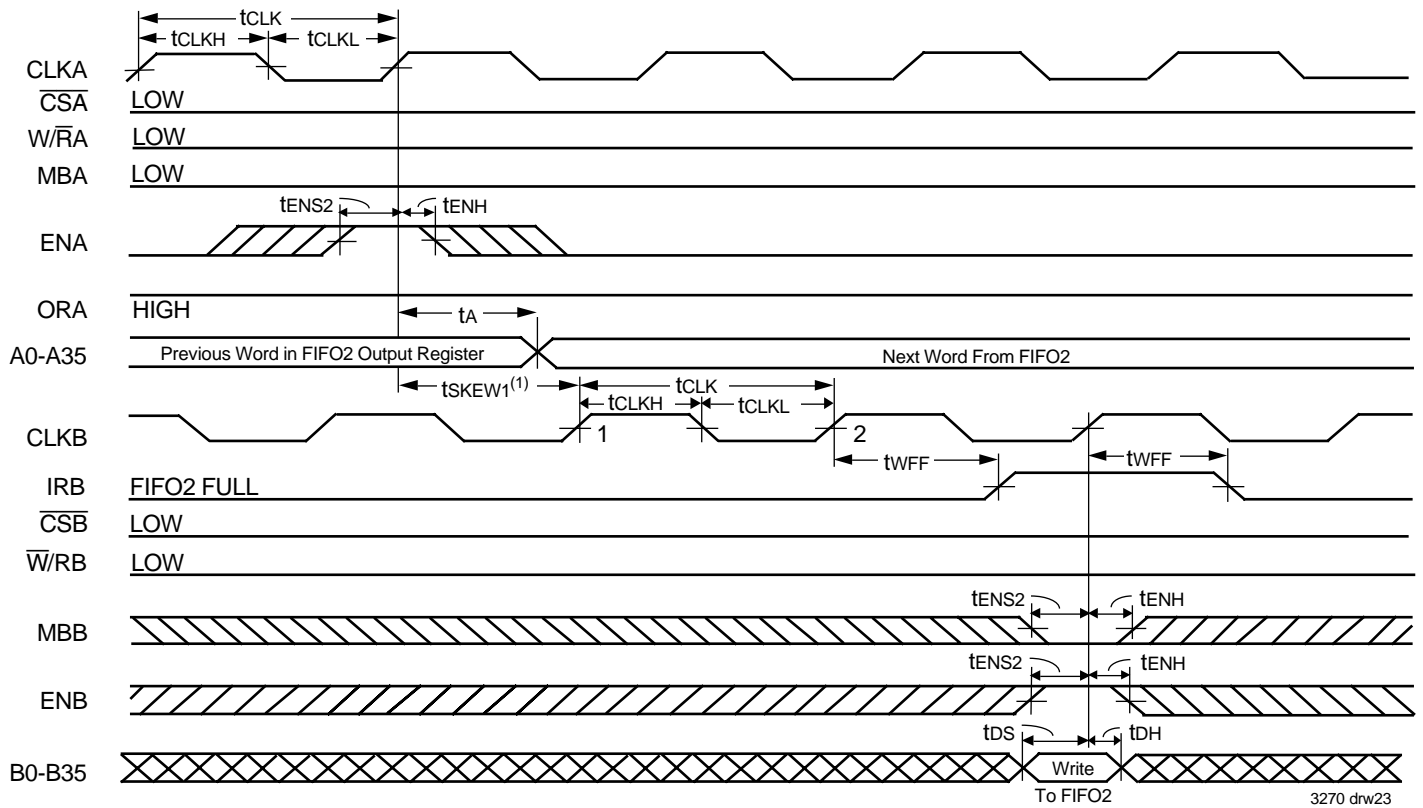 tCLK
tCLKH tCLKL
CLKA
CSA LOW
W/RA LOW
MBA LOW
tENS2 tENH
ENA
ORA HIGH
tA
A0-A35 Previous Word in FIFO2 Output Register Next Word From FIFO2
tSKEW1(1) tCLK
tCLKH tCLKL
CLKB 1 2
tWFF tWFF
IRB FIFO2 FULL
CSB LOW
W/RB LOW
tENS2 tENH
MBB
tENS2 tENH
ENB
tDS tDH
B0-B35 Write
To FIFO2 3270 drw23